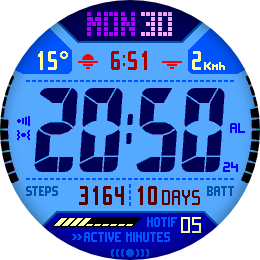 MON 30
15° 6:51 2 Kmh
20:50
AL
24
STEPS 3164 10 DAYS BATT
NOTIF 05
>>ACTIVE MINUTES